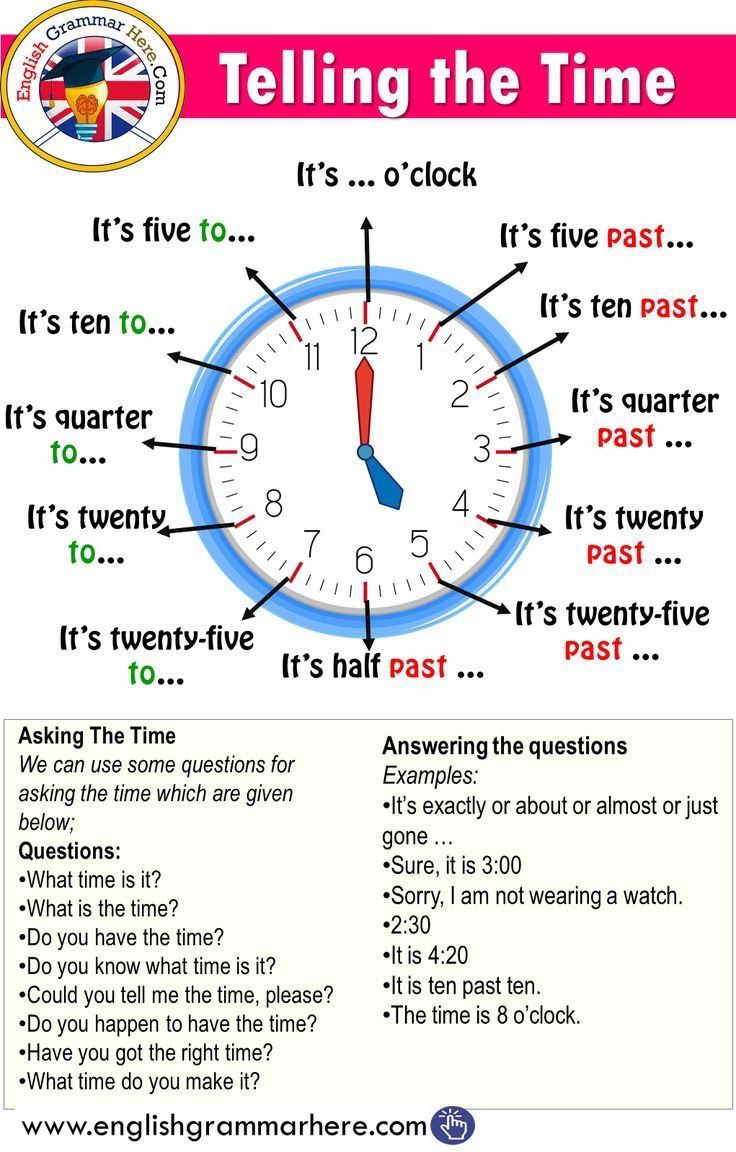 English Grammar Here.Com
Telling the Time
It's ... o'clock
It's five to...
It's five past...
It's ten to...
It's ten past...
It's quarter
to...
It's quarter
past ...
It's twenty
to...
It's twenty
past ...
It's twenty-five
to...
It's half past ...
It's twenty-five
past ...
12
1
2
3
4
5
6
7
8
9
10
11
Asking The Time
We can use some questions for
asking the time which are given
below;
Questions:
•What time is it?
•What is the time?
•Do you have the time?
•Do you know what time is it?
•Could you tell me the time, please?
•Do you happen to have the time?
•Have you got the right time?
•What time do you make it?
Answering the questions
Examples:
•It's exactly or about or almost or just
gone …
•Sure, it is 3:00
•Sorry, I am not wearing a watch.
•2:30
•It is 4:20
•It is ten past ten.
•The time is 8 o'clock.
www.englishgrammarhere.com